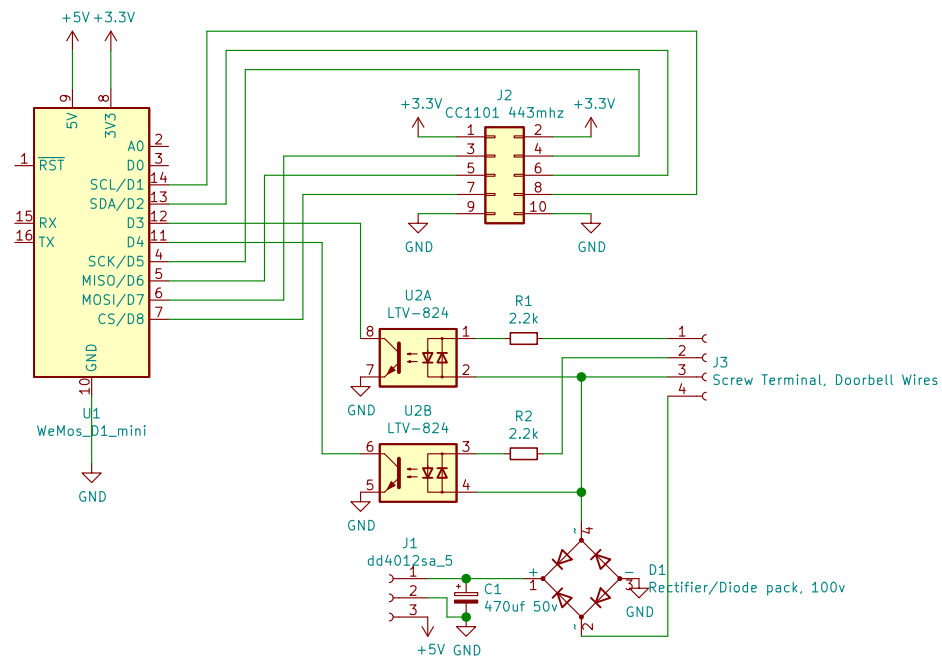 +5V +3.3V
9 8
5V 3V3
A0 2
D0 3
1 RST
SCL/D1 14
SDA/D2 13
15 RX D3 12
16 TX D4 11
SCK/D5 4
MISO/D6 5
MOSI/D7 6
CS/D8 7
GND
10
U1
WeMos_D1_mini
GND
J2
CC1101 443mhz
+3.3V +3.3V
1 2
3 4
5 6
7 8
9 10
GND GND
U2A
LTV-824
8 1
7 2
GND
R1
2.2k
U2B
LTV-824
6 3
5 4
GND
R2
2.2k
1
2
3
4
J3
Screw Terminal, Doorbell Wires
J1
dd4012sa_5
1
2
3
+5V
+
C1
470uf 50v
GND
~ 4
+ 1
- 3
~ 2
D1
Rectifier/Diode pack, 100v
GND